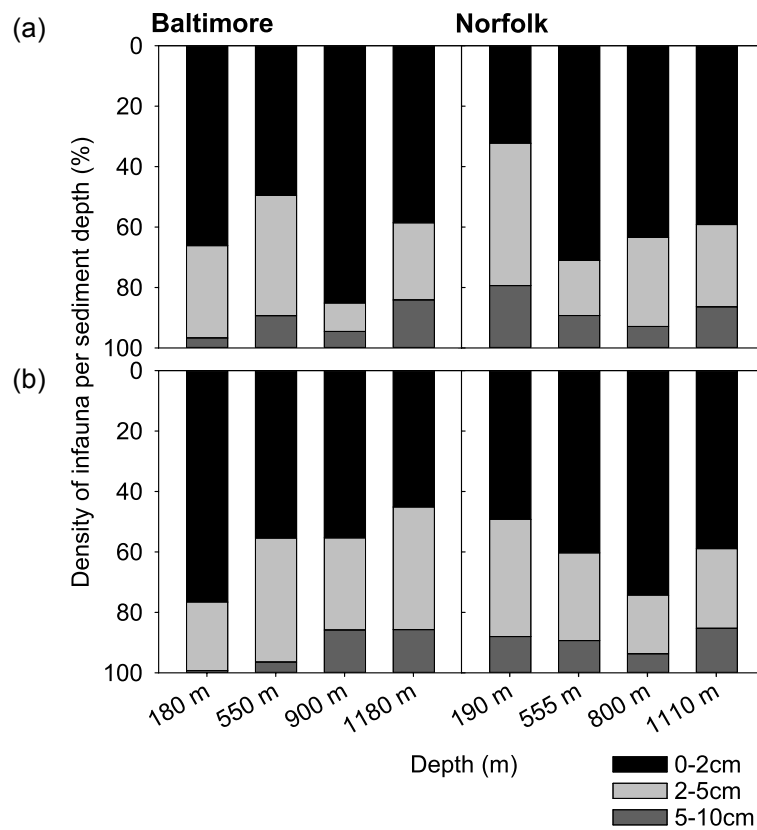 (a)
Baltimore
Norfolk
0
20
40
60
80
100
(b)
0
20
40
60
80
100
Density of infauna per sediment depth (%)
180 m
550 m
900 m
1180 m
190 m
555 m
800 m
1110 m
Depth (m)
0-2cm
2-5cm
5-10cm